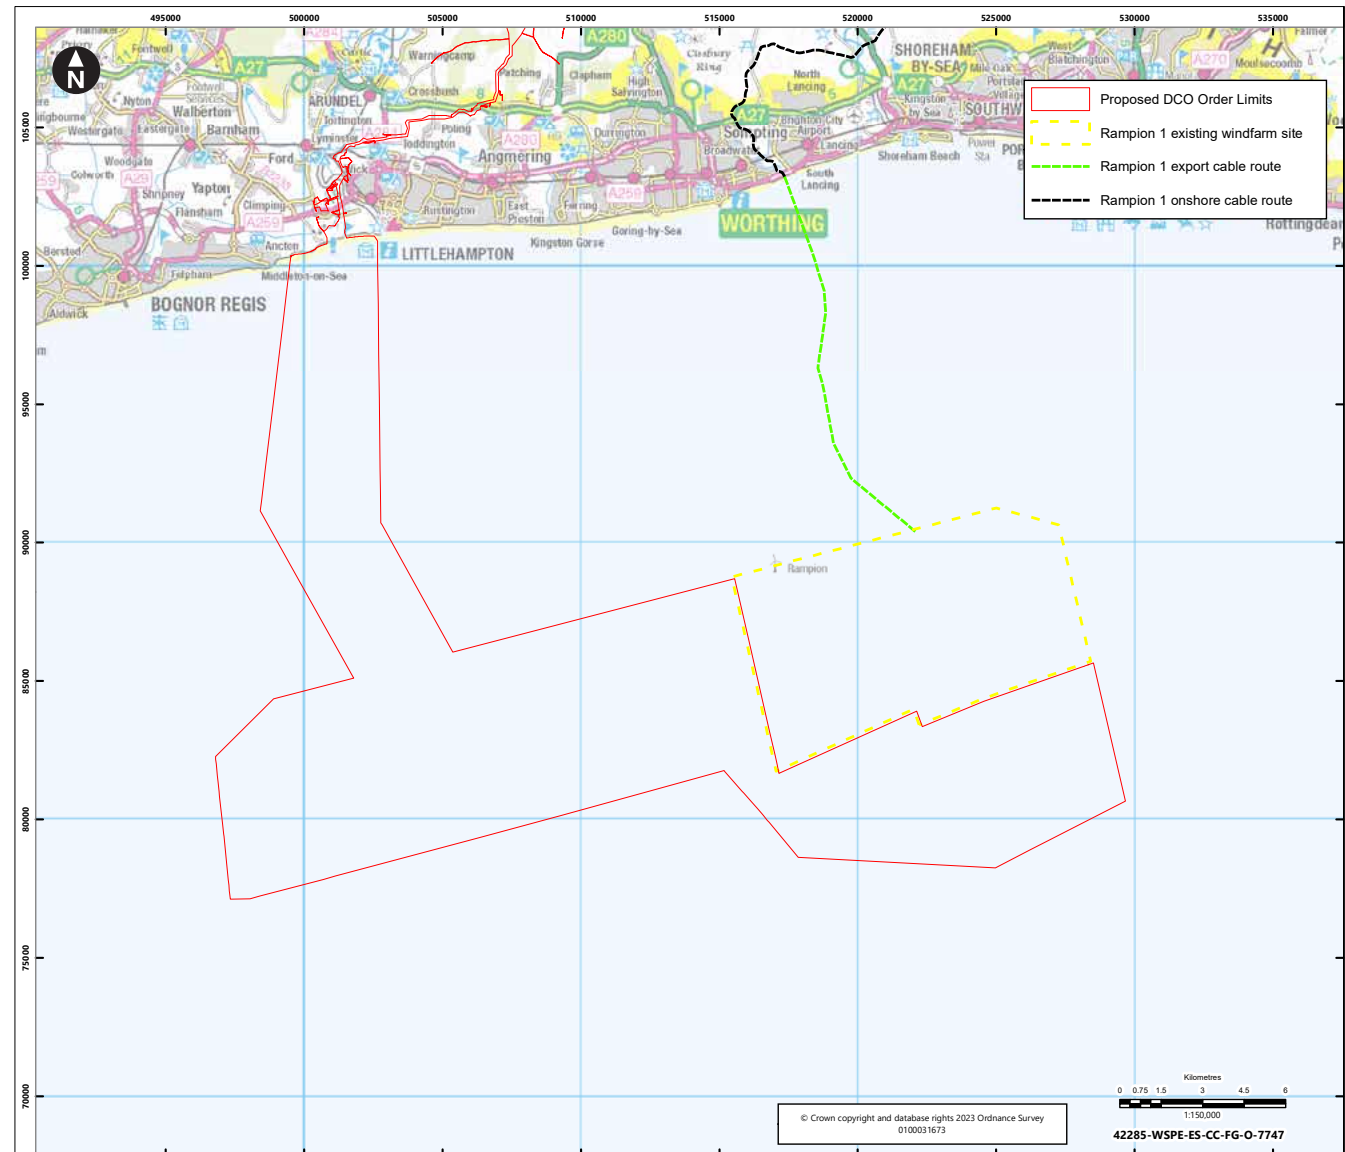 495000 500000 505000 510000 515000 520000 525000 530000 535000
N
Fontwell
A284
Warningcamp
Patching
A280
Clapham
Cissbury
Ring
SHOREHAM-
BY-SEA
West
Blatchington
A270
Moulsecoomb
A27
Nyton
Walberton
ARUNDEL
Crossbush
High
Salvington
North
Lancing
A27
Kingston
by Sea
Westergate
Eastergate
Barnham
Tortington
Lyminster
Poling
Toddington
A280
Durrington
A27
Sompting
Brighton City
Airport
Lancing
Woodgate
Ford
Angmering
Broadwater
Shoreham Beach
Power
Sta
Colworth
A29
Shripney
Yapton
Wick
A259
South
Lancing
Flansham
Climping
A259
Rustington
East
Preston
Ferring
Goring-by-Sea
WORTHING
Bersted
Ancton
LITTLEHAMPTON
Kingston Gorse
Felpham
Middleton-on-Sea
Aldwick
BOGNOR REGIS
Proposed DCO Order Limits
Rampion 1 existing windfarm site
Rampion 1 export cable route
Rampion 1 onshore cable route
105000
100000
95000
90000
Rampion
85000
80000
75000
70000
Kilometres
0 0.75 1.5 3 4.5 6
1:150,000
© Crown copyright and database rights 2023 Ordnance Survey
0100031673
42285-WSPE-ES-CC-FG-O-7747